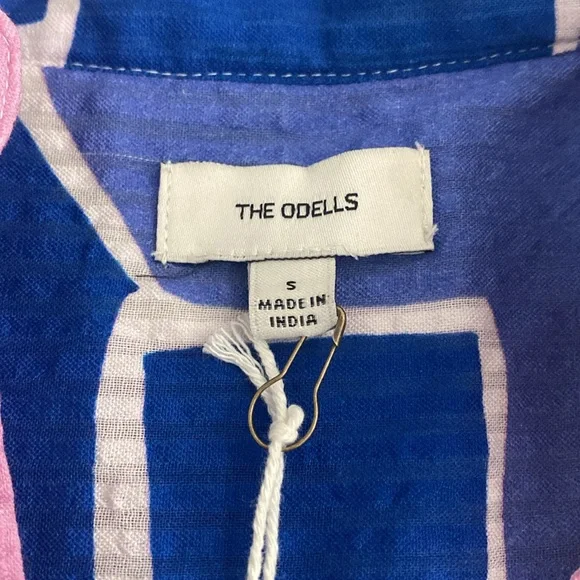 THE ODELLS
S
MADE IN
INDIA